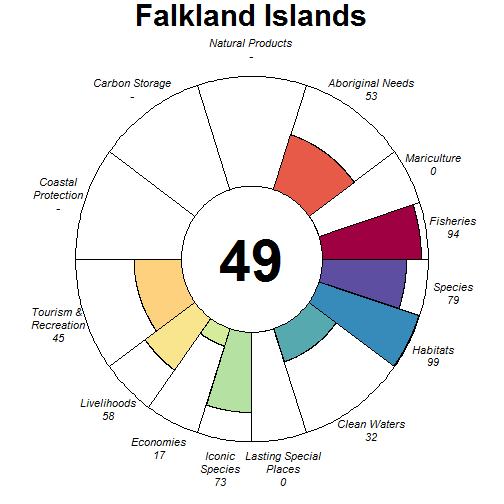 Falkland Islands
Natural Products
-
Carbon Storage
-
Aboriginal Needs
53
Mariculture
0
Coastal
Protection
-
Fisheries
94
49
Species
79
Tourism &
Recreation
45
Habitats
99
Livelihoods
58
Clean Waters
32
Economies
17
Iconic
Species
73
Lasting Special
Places
0